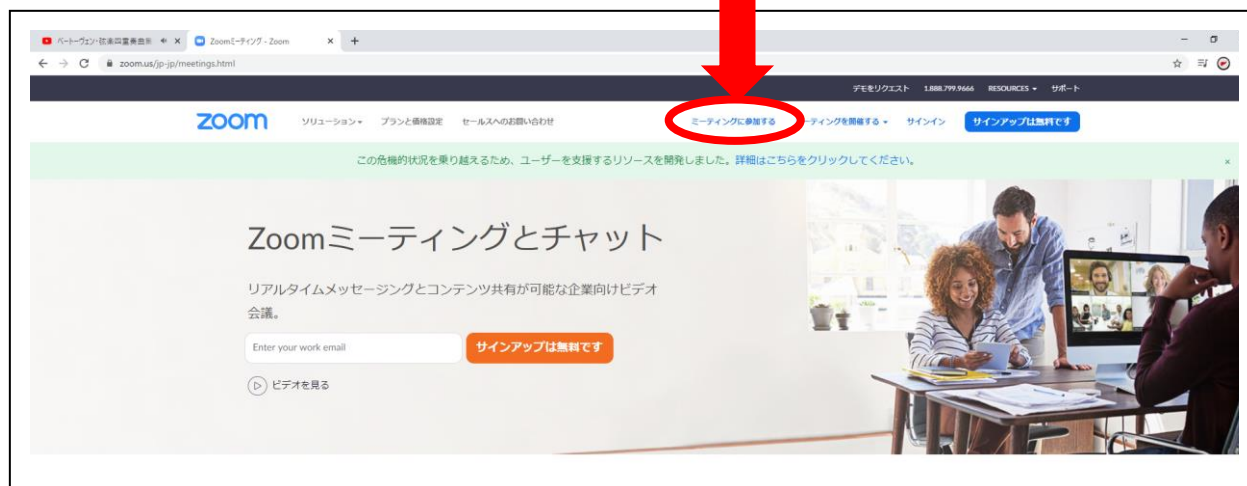 ベートーヴェン・弦楽四重奏曲
Zoomミーティング - Zoom
zoom.us/jp-jp/meetings.html
デモをリクエスト 1.888.799.9666 RESOURCES サポート
zoom ソリューション プランと価格設定 セールスへのお問い合わせ ミーティングに参加する ーティングを開催する サインイン サインアップは無料です
この危機的状況を乗り越えるため、ユーザーを支援するリソースを開発しました。詳細はこちらをクリックしてください。
Zoomミーティングとチャット
リアルタイムメッセージングとコンテンツ共有が可能な企業向けビデオ
会議。
Enter your work email サインアップは無料です
ビデオを見る